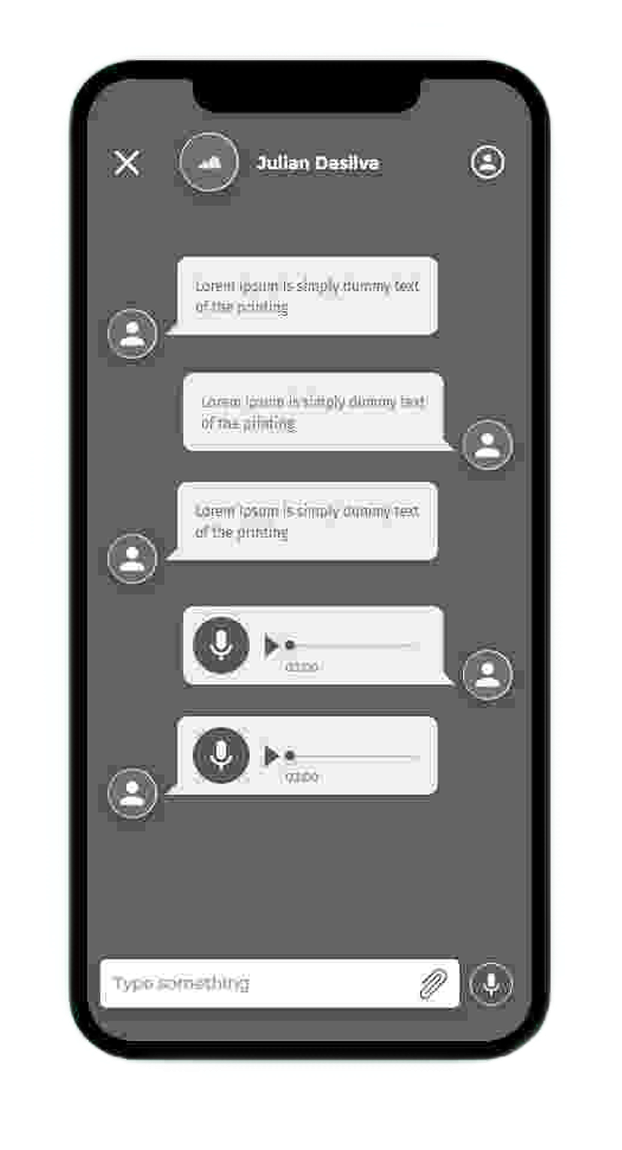 Julian Dasilva
Lorem Ipsum is simply dummy text
of the printing
Lorem Ipsum is simply dummy text
of the printing
Lorem Ipsum is simply dummy text
of the printing
00:00
00:00
Type something